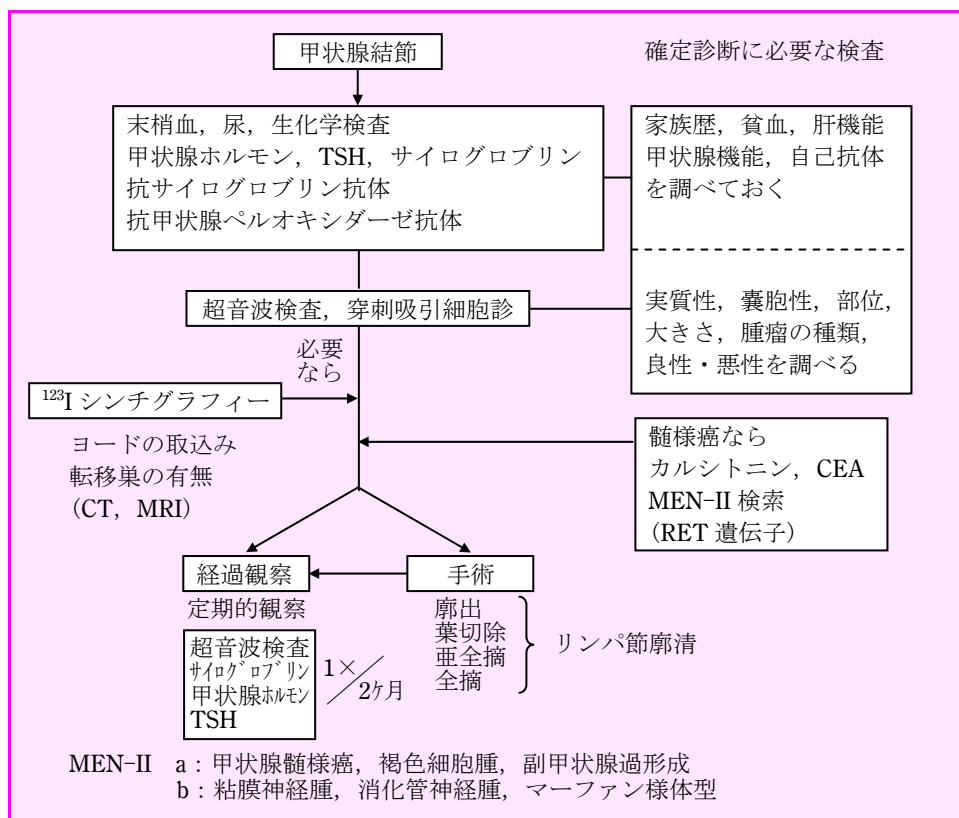 甲状腺結節
確定診断に必要な検査
末梢血，尿，生化学検査
甲状腺ホルモン，TSH，サイログロブリン
抗サイログロブリン抗体
抗甲状腺ペルオキシダーゼ抗体
家族歴，貧血，肝機能
甲状腺機能，自己抗体
を調べておく
超音波検査，穿刺吸引細胞診
実質性，嚢胞性，部位，
大きさ，腫瘤の種類，
良性・悪性を調べる
必要
なら
¹²³I シンチグラフィー
ヨードの取込み
転移巣の有無
（CT，MRI）
髄様癌なら
カルシトニン，CEA
MEN-II 検索
（RET 遺伝子）
経過観察
定期的観察
手術
廓出
葉切除
亜全摘
全摘
リンパ節廓清
超音波検査
ｻｲﾛｸﾞﾛﾌﾞﾘﾝ
甲状腺ﾎﾙﾓﾝ
TSH
1×／2ｹ月
MEN-II a：甲状腺髄様癌，褐色細胞腫，副甲状腺過形成
b：粘膜神経腫，消化管神経腫，マーファン様体型